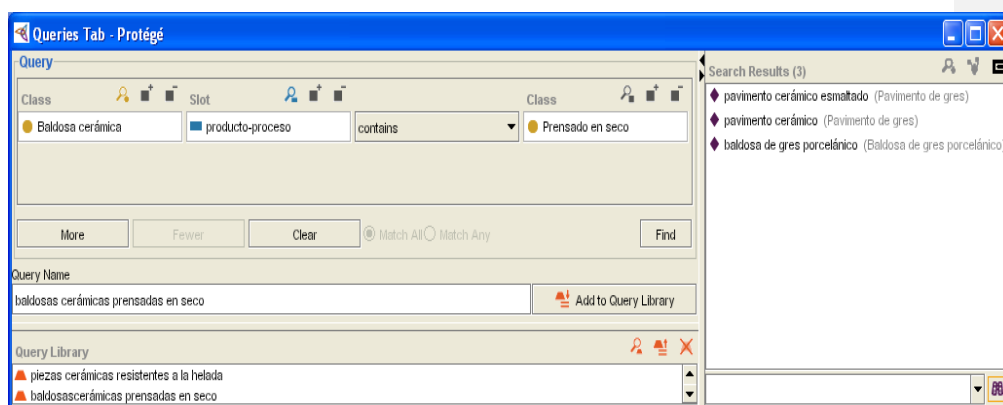 Queries Tab - Protégé
Query
Class Slot Class
Baldosa cerámica producto-proceso contains Prensado en seco
More Fewer Clear Match All Match Any Find
Query Name
baldosas cerámicas prensadas en seco Add to Query Library
Query Library
piezas cerámicas resistentes a la helada
baldosascerámicas prensadas en seco
Search Results (3)
pavimento cerámico esmaltado (Pavimento de gres)
pavimento cerámico (Pavimento de gres)
baldosa de gres porcelánico (Baldosa de gres porcelánico)